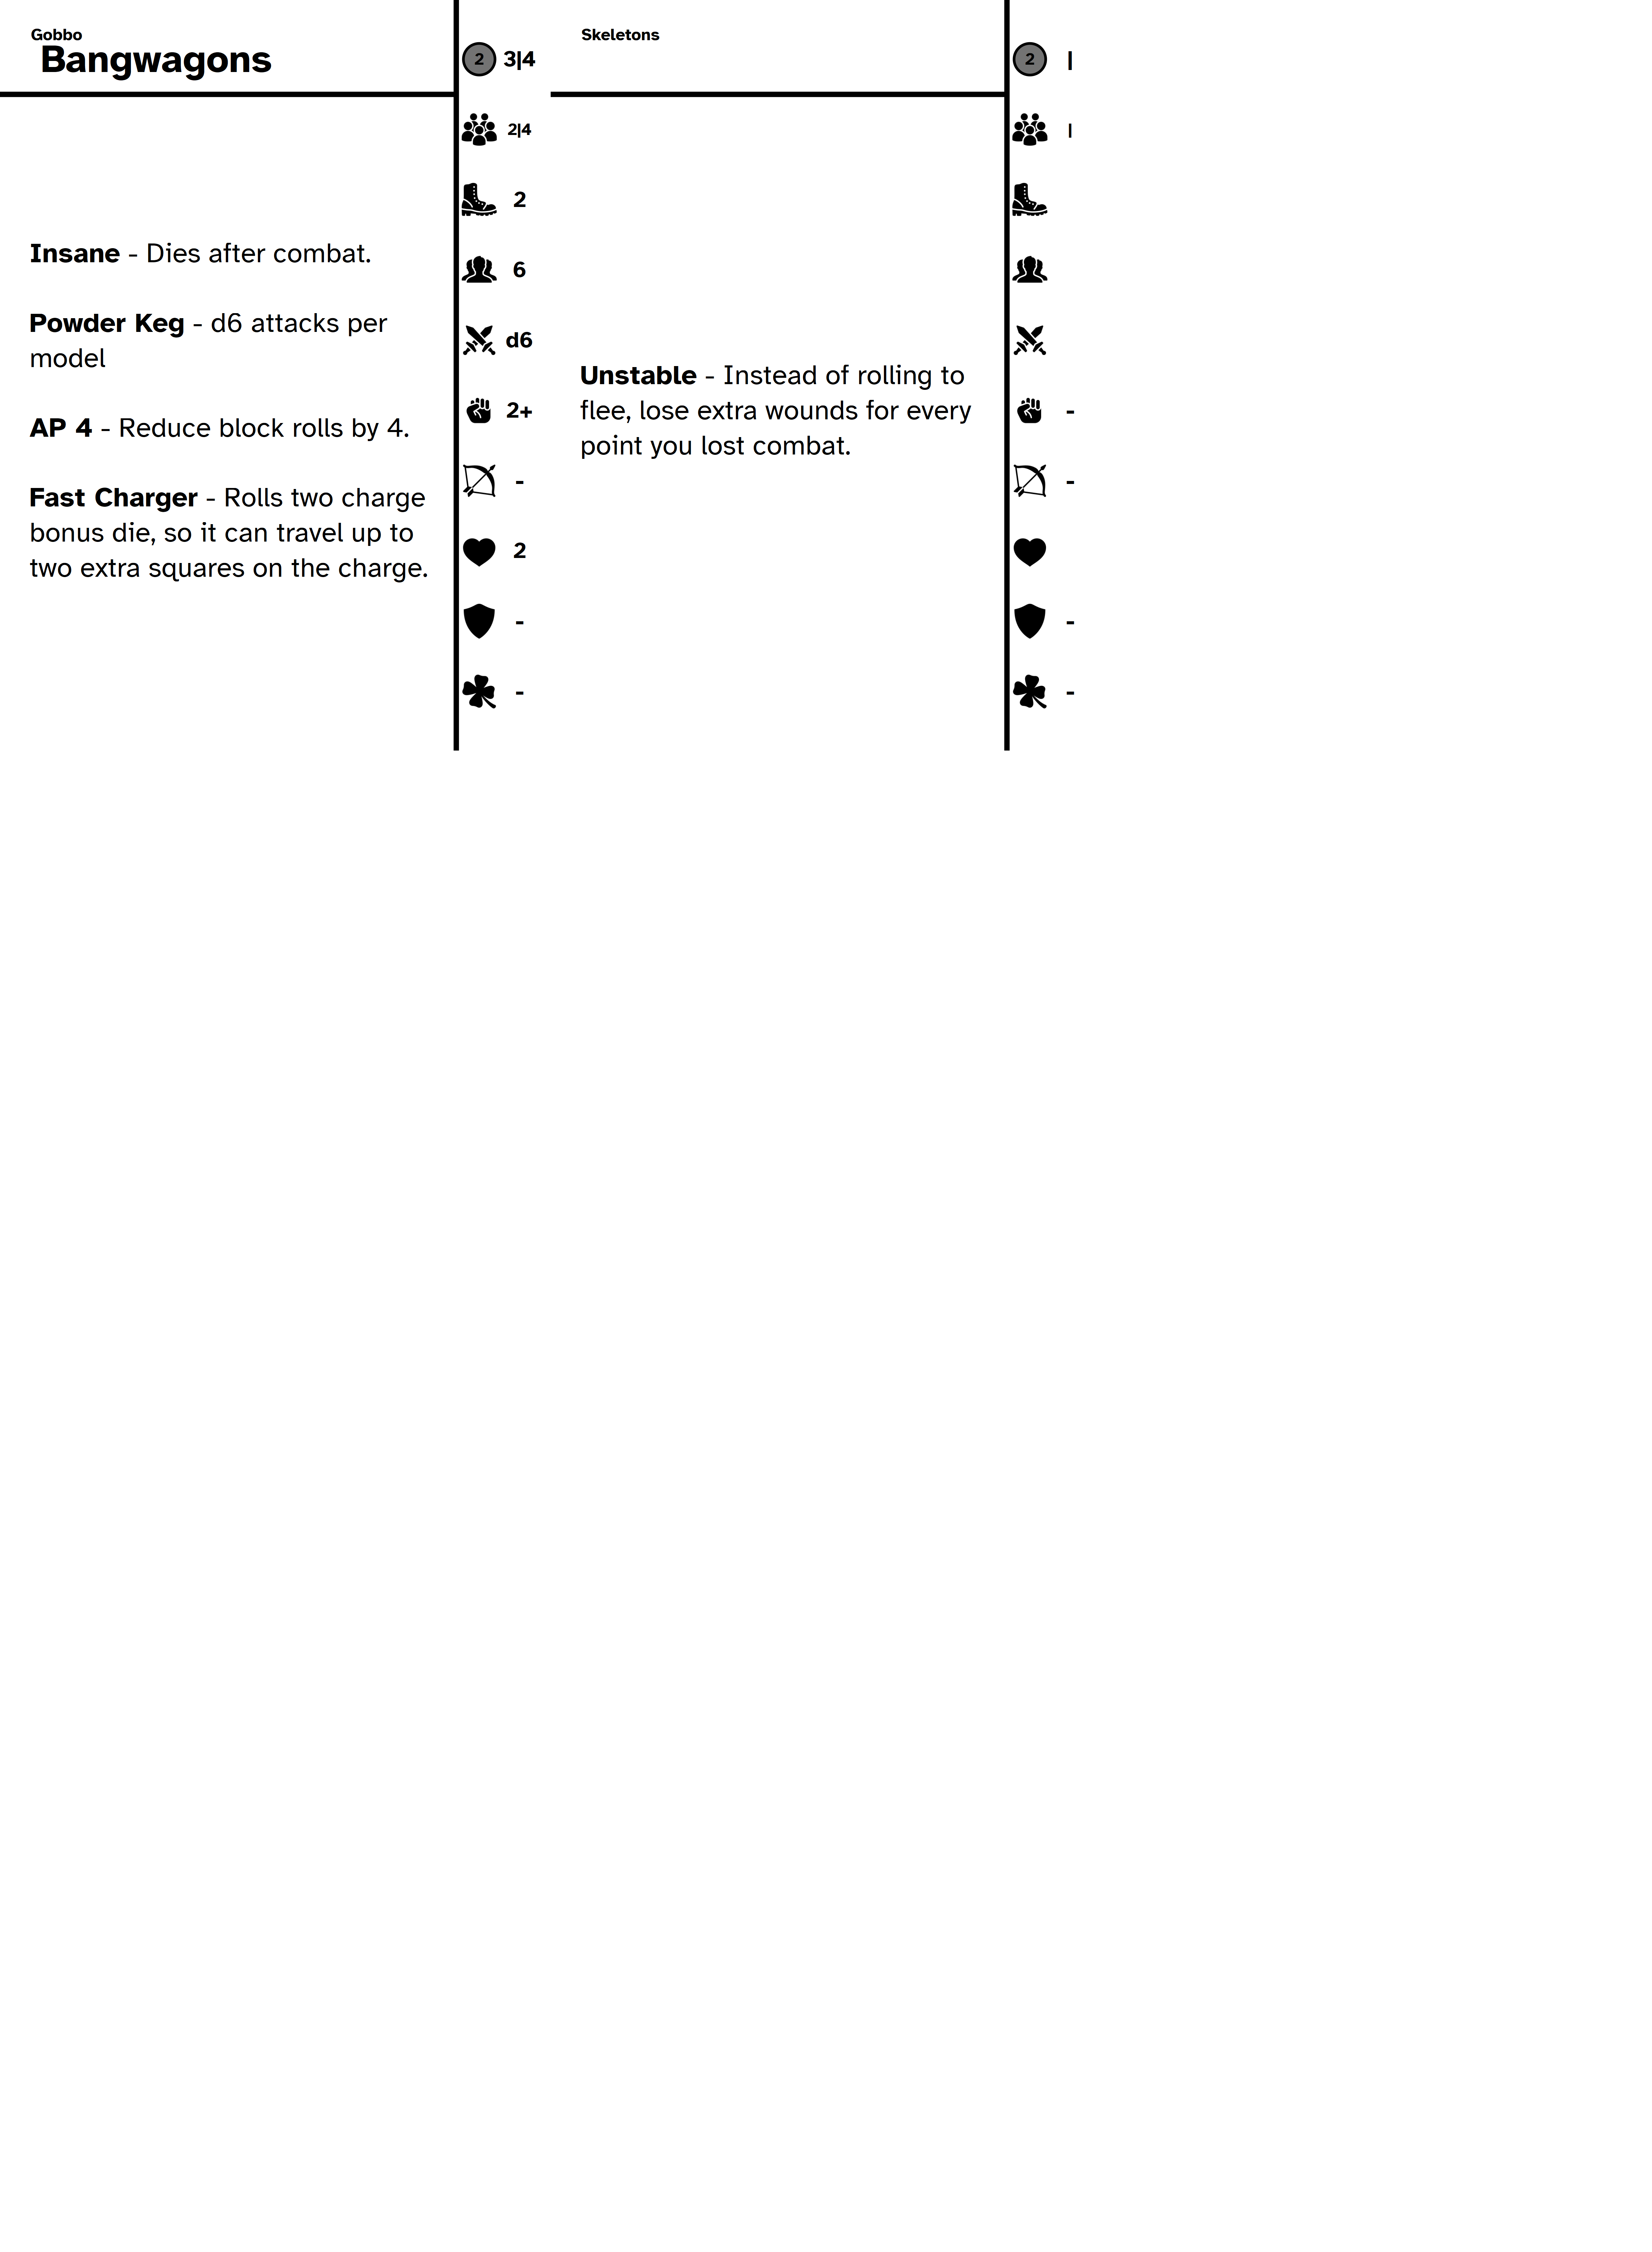 Gobbo
Bangwagons
Insane - Dies after combat.
Powder Keg - d6 attacks per
model
AP 4 - Reduce block rolls by 4.
Fast Charger - Rolls two charge
bonus die, so it can travel up to
two extra squares on the charge.
2 3|4
2|4
2
6
d6
2+
-
2
-
-
Skeletons
Unstable - Instead of rolling to
flee, lose extra wounds for every
point you lost combat.
2 |
|
-
-
-
-